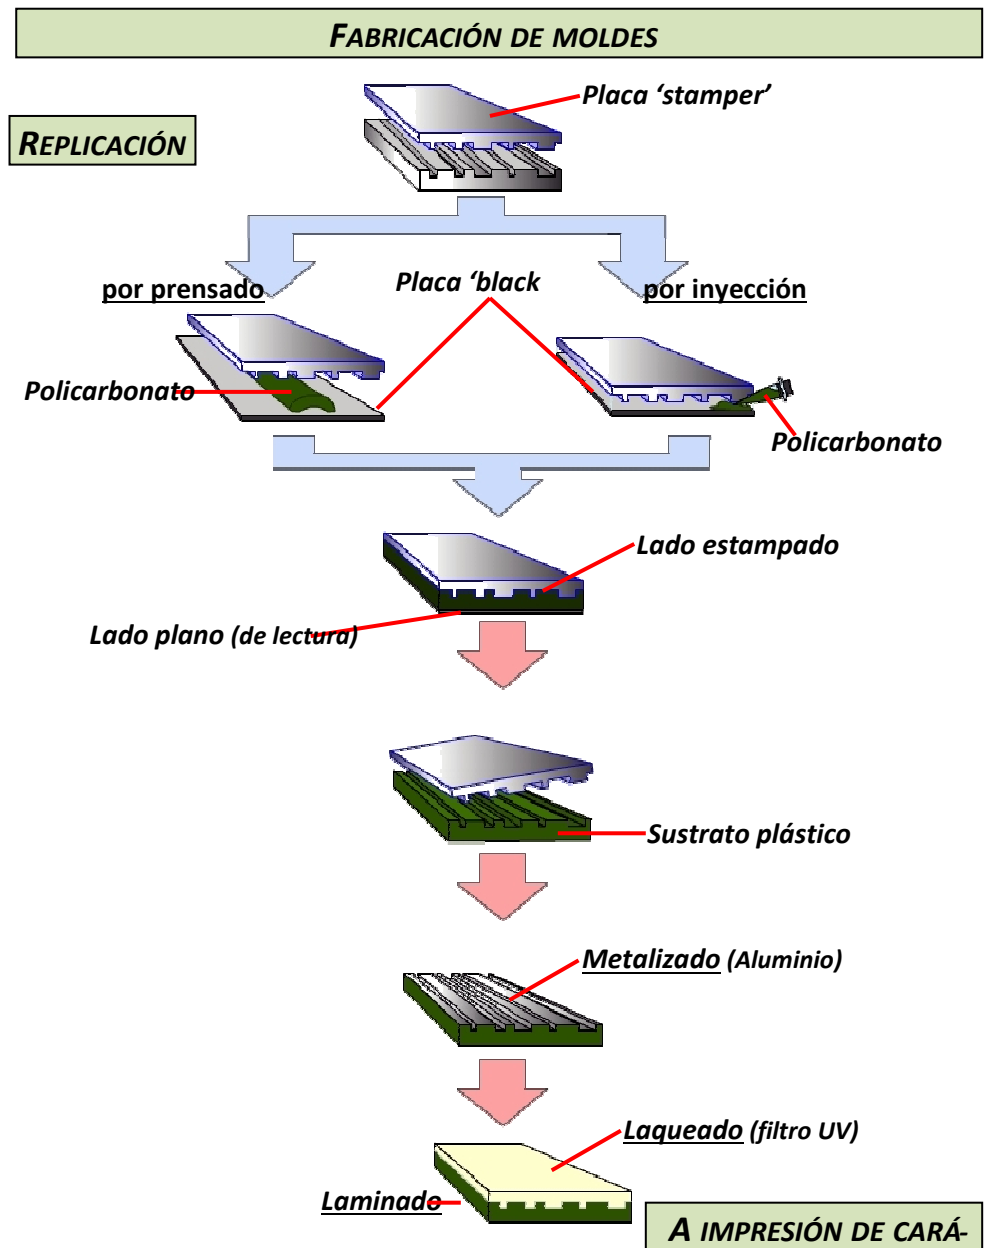 FABRICACIÓN DE MOLDES
Placa ‘stamper’
REPLICACIÓN
por prensado
Placa ‘black
por inyección
Policarbonato
Policarbonato
Lado estampado
Lado plano (de lectura)
Sustrato plástico
Metalizado (Aluminio)
Laqueado (filtro UV)
Laminado
A IMPRESIÓN DE CARÁ-